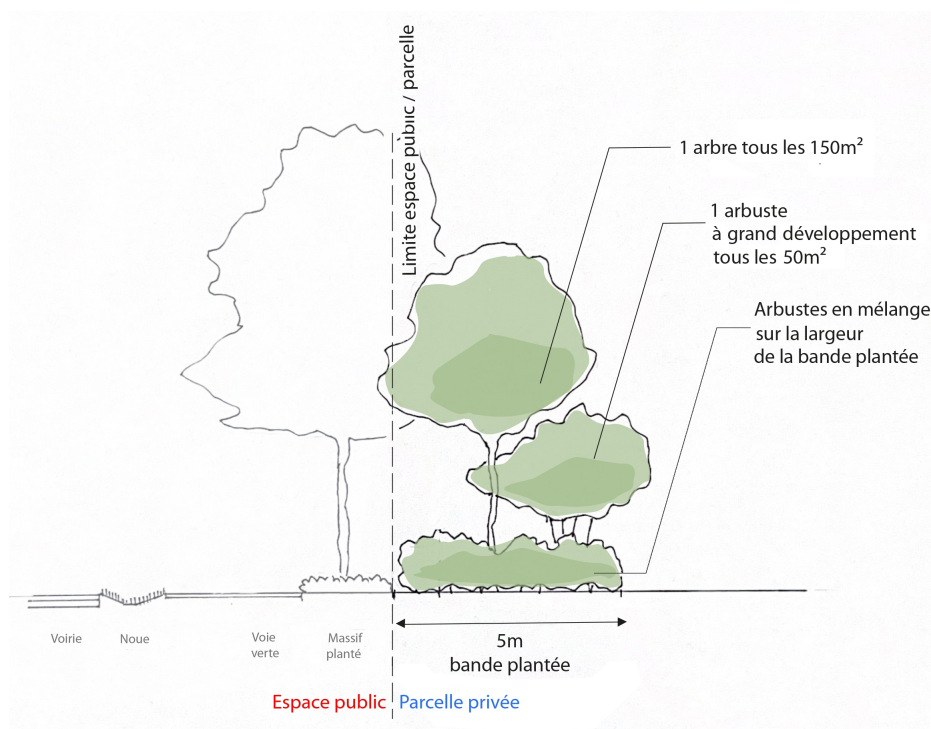 Limite espace public / parcelle
1 arbre tous les 150m²
1 arbuste
à grand développement
tous les 50m²
Arbustes en mélange
sur la largeur
de la bande plantée
Voirie
Noue
Voie
verte
Massif
planté
5m
bande plantée
Espace public
Parcelle privée